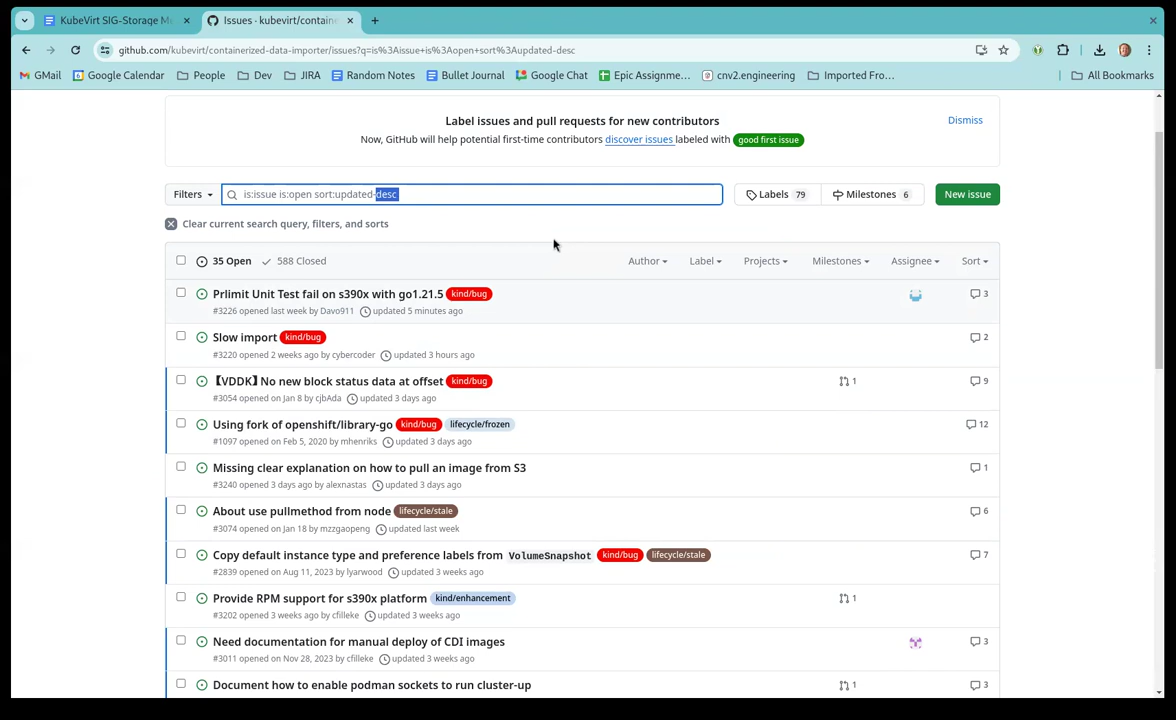 KubeVirt SIG-Storage M
Issues · kubevirt/containe
github.com/kubevirt/containerized-data-importer/issues?q=is%3Aissue+is%3Aopen+sort%3Aupdated-desc
GMail
Google Calendar
People
Dev
JIRA
Random Notes
Bullet Journal
Google Chat
Epic Assignme...
cnv2.engineering
Imported Fro...
All Bookmarks
Label issues and pull requests for new contributors
Dismiss
Now, GitHub will help potential first-time contributors discover issues labeled with good first issue
Filters
is:issue is:open sort:updated-desc
Labels 79
Milestones 6
New issue
Clear current search query, filters, and sorts
35 Open
588 Closed
Author
Label
Projects
Milestones
Assignee
Sort
Prlimit Unit Test fail on s390x with go1.21.5 kind/bug
3
#3226 opened last week by Davo911 updated 5 minutes ago
Slow import kind/bug
2
#3220 opened 2 weeks ago by cybercoder updated 3 hours ago
【VDDK】No new block status data at offset kind/bug
1
9
#3054 opened on Jan 8 by cjbAda updated 3 days ago
Using fork of openshift/library-go kind/bug lifecycle/frozen
12
#1097 opened on Feb 5, 2020 by mhenriks updated 3 days ago
Missing clear explanation on how to pull an image from S3
1
#3240 opened 3 days ago by alexnastas updated 3 days ago
About use pullmethod from node lifecycle/stale
6
#3074 opened on Jan 18 by mzzgaopeng updated last week
Copy default instance type and preference labels from VolumeSnapshot kind/bug lifecycle/stale
7
#2839 opened on Aug 11, 2023 by lyarwood updated 3 weeks ago
Provide RPM support for s390x platform kind/enhancement
1
#3202 opened 3 weeks ago by cfilleke updated 3 weeks ago
Need documentation for manual deploy of CDI images
3
#3011 opened on Nov 28, 2023 by cfilleke updated 3 weeks ago
Document how to enable podman sockets to run cluster-up
1
3